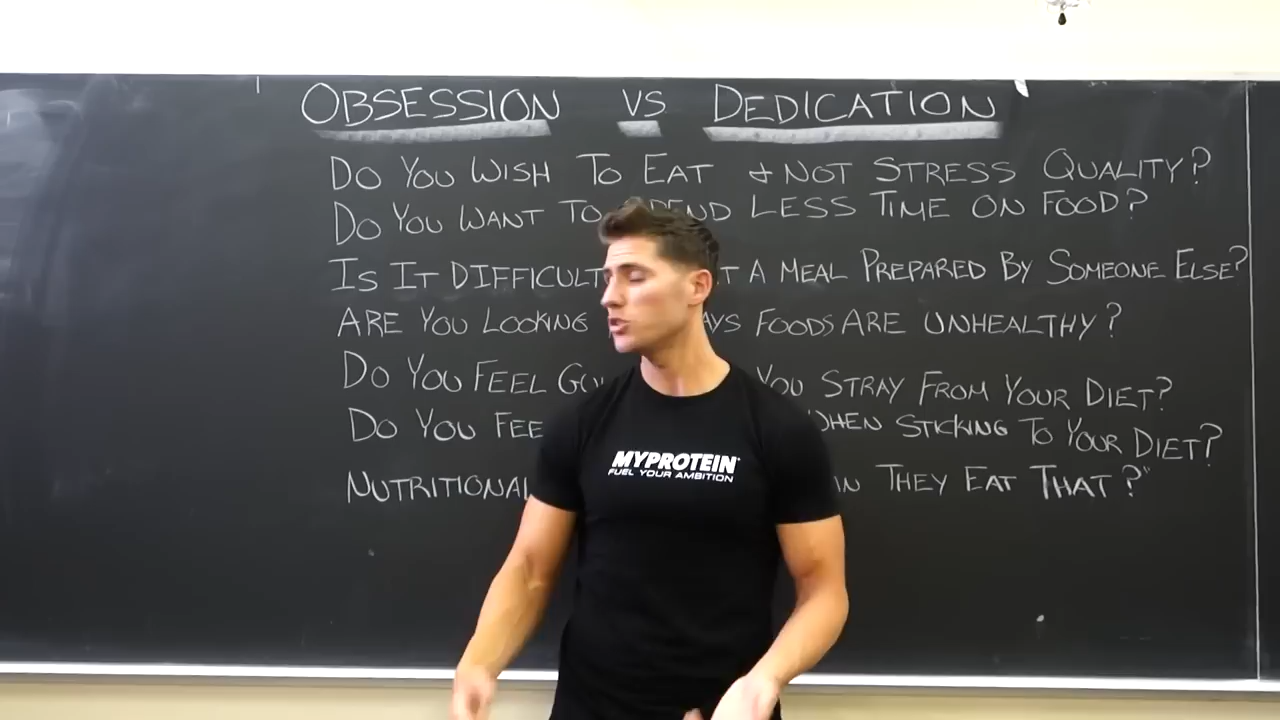 OBSESSION VS DEDICATION
DO YOU WISH TO EAT & NOT STRESS QUALITY?
DO YOU WANT TO SPEND LESS TIME ON FOOD?
IS IT DIFFICULT T A MEAL PREPARED BY SOMEONE ELSE?
ARE YOU LOOKING AYS FOODS ARE UNHEALTHY?
DO YOU FEEL GU YOU STRAY FROM YOUR DIET?
DO YOU FEE WHEN STICKING TO YOUR DIET?
NUTRITIONAL AN THEY EAT THAT?"
MYPROTEIN
FUEL YOUR AMBITION